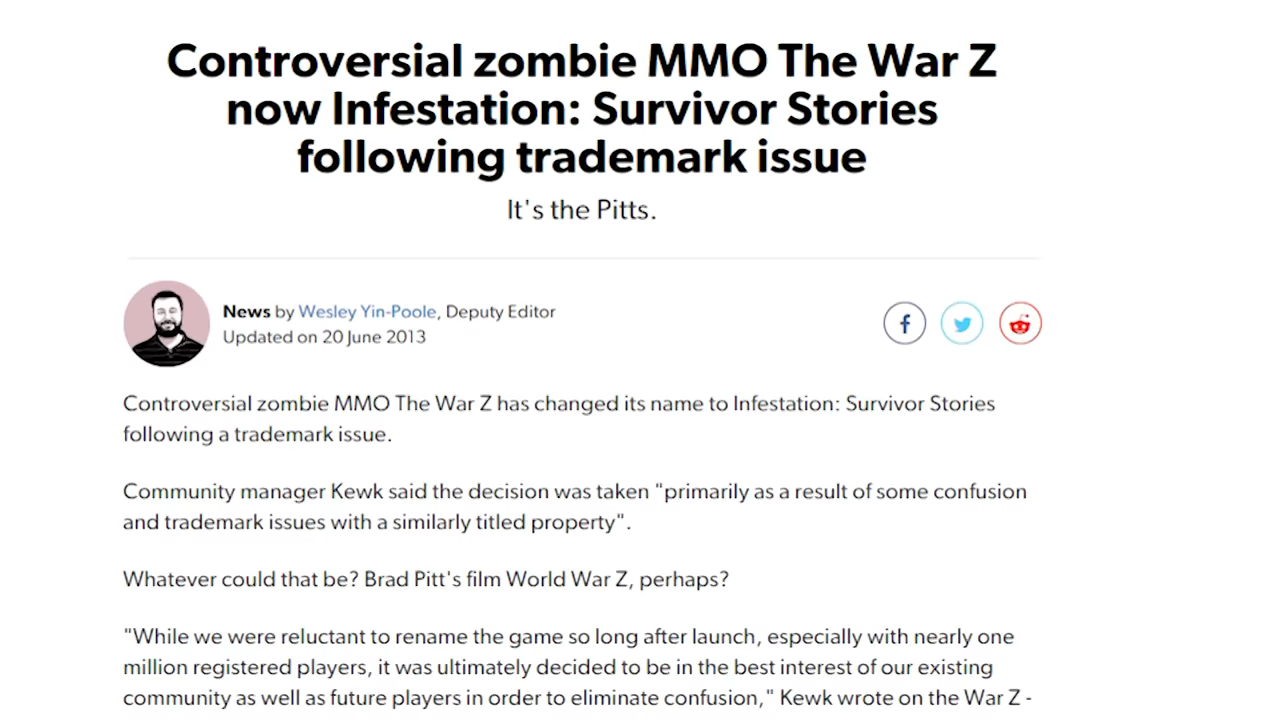 Controversial zombie MMO The War Z
now Infestation: Survivor Stories
following trademark issue
It's the Pitts.
News by Wesley Yin-Poole, Deputy Editor
Updated on 20 June 2013
Controversial zombie MMO The War Z has changed its name to Infestation: Survivor Stories
following a trademark issue.
Community manager Kewk said the decision was taken "primarily as a result of some confusion
and trademark issues with a similarly titled property".
Whatever could that be? Brad Pitt's film World War Z, perhaps?
"While we were reluctant to rename the game so long after launch, especially with nearly one
million registered players, it was ultimately decided to be in the best interest of our existing
community as well as future players in order to eliminate confusion," Kewk wrote on the War Z -